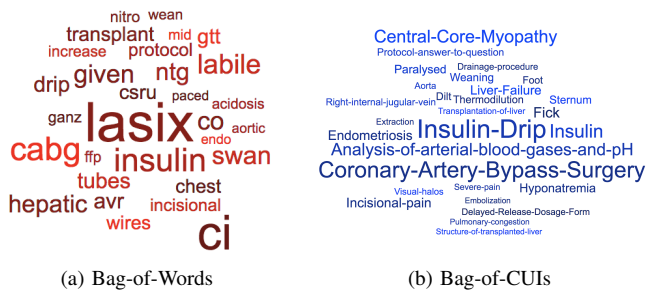 nitro wean
transplant mid gtt
increase protocol
given ntg labile
drip csru paced acidosis
ganz lasix co aortic
endo
cabg ffp insulin swan
tubes chest
hepatic avr incisional
wires ci
(a) Bag-of-Words
Central-Core-Myopathy
Protocol-answer-to-question
Drainage-procedure
Paralysed Weaning Foot
Aorta Liver-Failure
Right-internal-jugular-vein Dilt Thermodilution Sternum
Transplantation-of-liver Fick
Extraction Insulin-Drip Insulin
Endometriosis
Analysis-of-arterial-blood-gases-and-pH
Coronary-Artery-Bypass-Surgery
Visual-halos Severe-pain Hyponatremia
Incisional-pain Embolization
Delayed-Release-Dosage-Form
Pulmonary-congestion
Structure-of-transplanted-liver
(b) Bag-of-CUIs